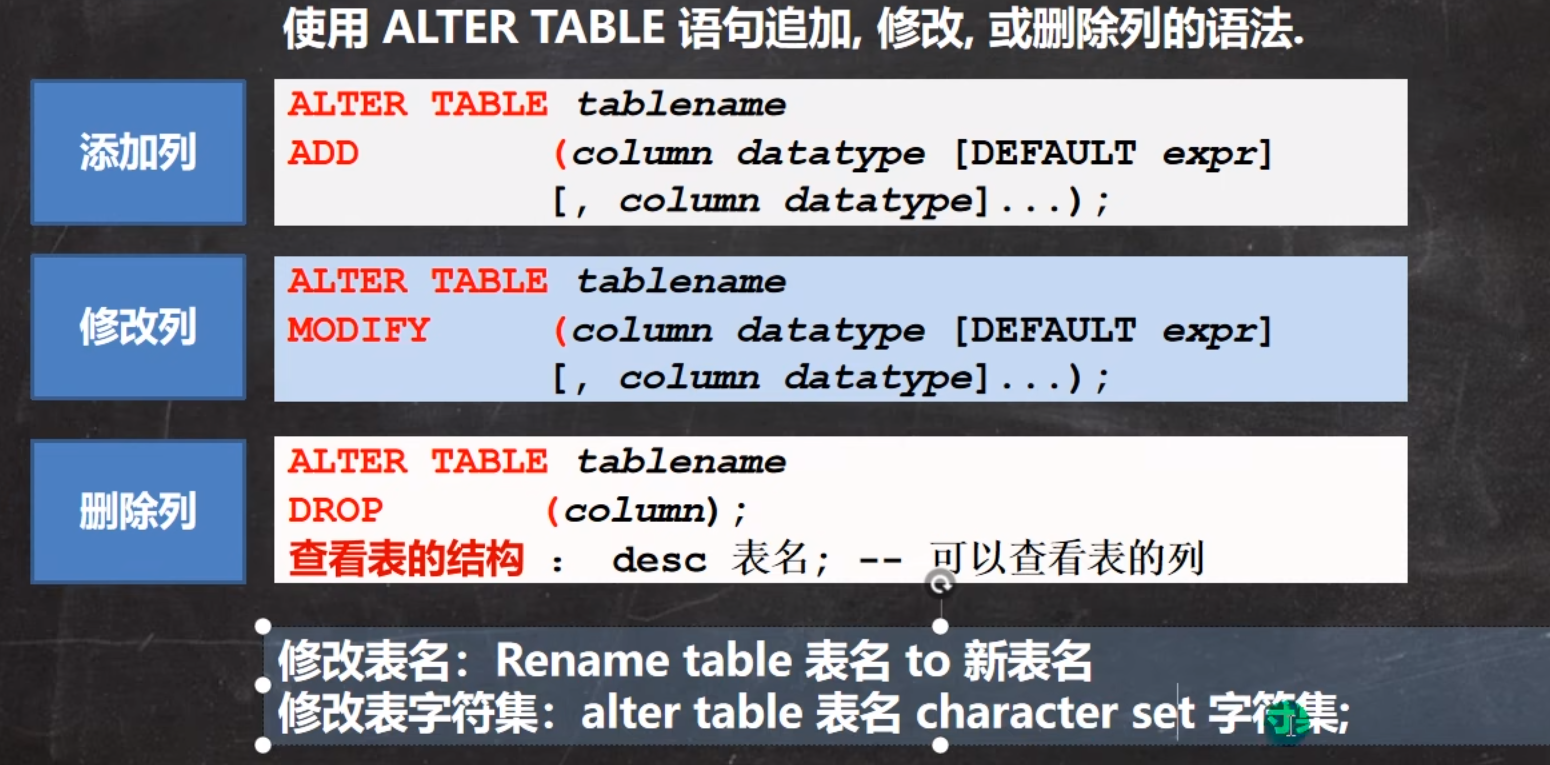 使用 ALTER TABLE 语句追加, 修改, 或删除列的语法.
添加列
ALTER TABLE tablename
ADD (column datatype [DEFAULT expr]
[, column datatype]...);
修改列
ALTER TABLE tablename
MODIFY (column datatype [DEFAULT expr]
[, column datatype]...);
删除列
ALTER TABLE tablename
DROP (column);
查看表的结构 : desc 表名; -- 可以查看表的列
修改表名：Rename table 表名 to 新表名
修改表字符集：alter table 表名 character set 字符集;